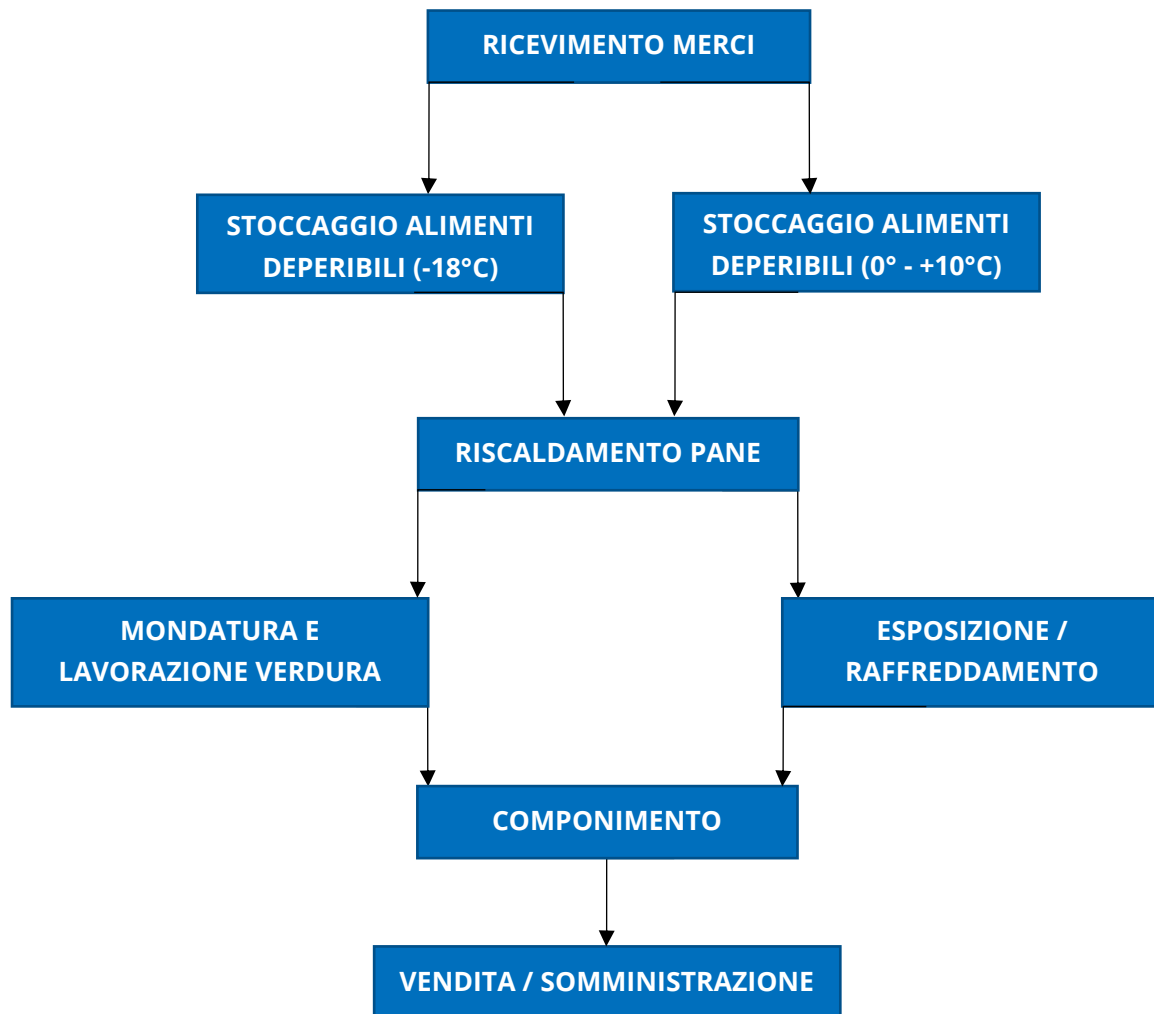 RICEVIMENTO MERCI
STOCCAGGIO ALIMENTI
DEPERIBILI (-18°C)
STOCCAGGIO ALIMENTI
DEPERIBILI (0° - +10°C)
RISCALDAMENTO PANE
MONDATURA E
LAVORAZIONE VERDURA
ESPOSIZIONE /
RAFFREDDAMENTO
COMPONIMENTO
VENDITA / SOMMINISTRAZIONE